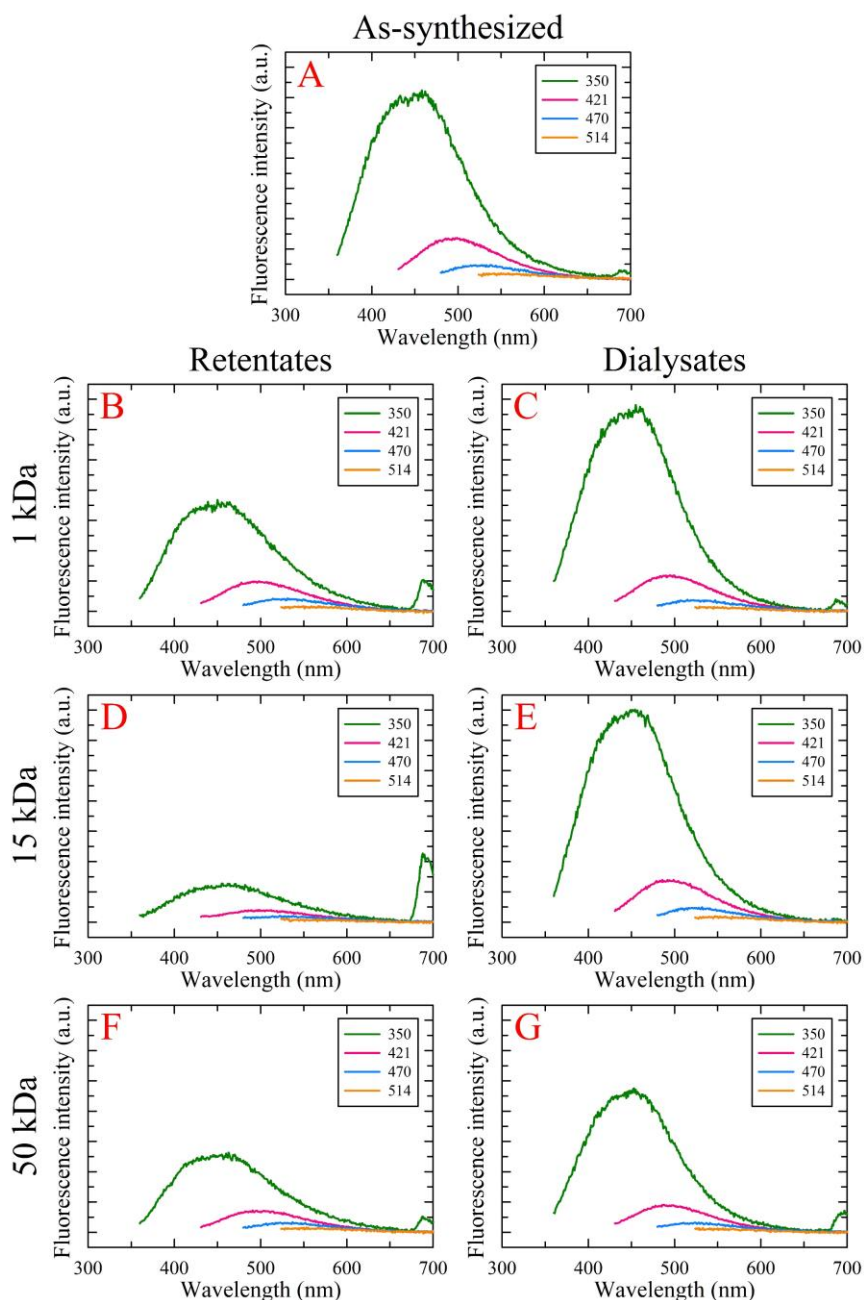 As-synthesized
A
350
421
470
514
Fluorescence intensity (a.u.)
300 400 500 600 700
Wavelength (nm)
Retentates Dialysates
1 kDa
B
350
421
470
514
Fluorescence intensity (a.u.)
300 400 500 600 700
Wavelength (nm)
C
350
421
470
514
Fluorescence intensity (a.u.)
300 400 500 600 700
Wavelength (nm)
15 kDa
D
350
421
470
514
Fluorescence intensity (a.u.)
300 400 500 600 700
Wavelength (nm)
E
350
421
470
514
Fluorescence intensity (a.u.)
300 400 500 600 700
Wavelength (nm)
50 kDa
F
350
421
470
514
Fluorescence intensity (a.u.)
300 400 500 600 700
Wavelength (nm)
G
350
421
470
514
Fluorescence intensity (a.u.)
300 400 500 600 700
Wavelength (nm)